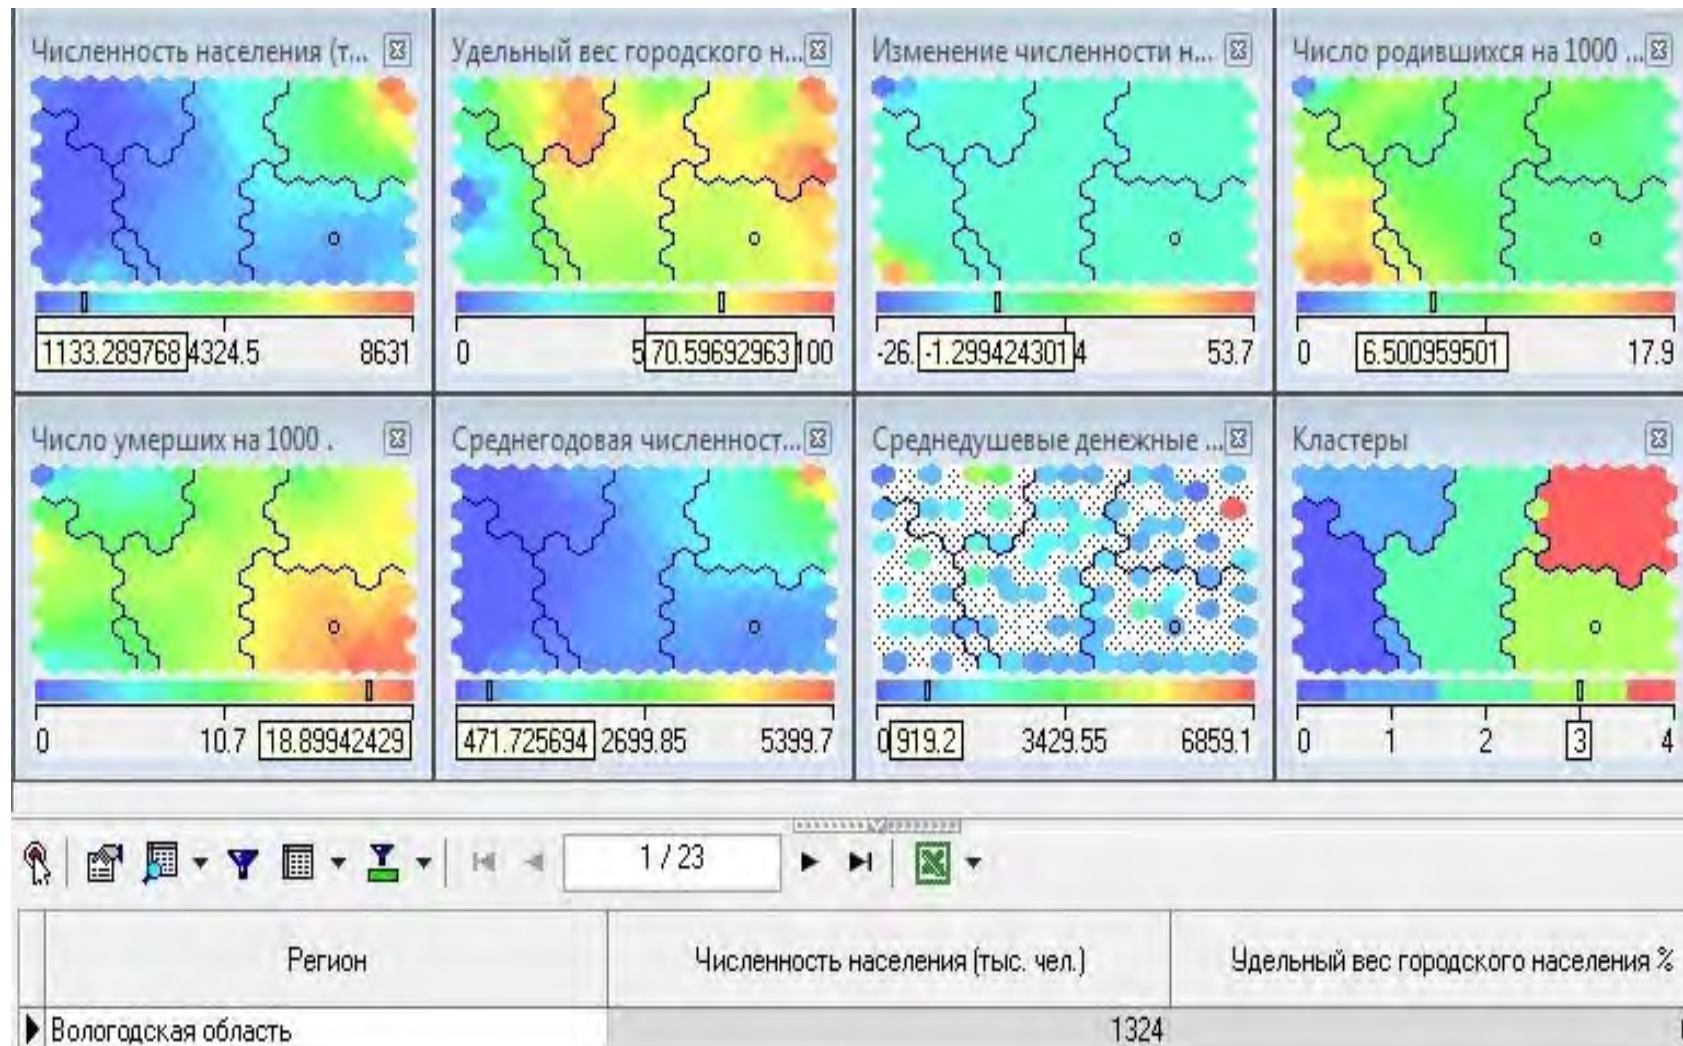 Численность населения (т...
Удельный вес городского н...
Изменение численности н...
Число родившихся на 1000 ...
1133.289768 4324.5 8631
0 5 70.59692963 100
-26. -1.299424301 4 53.7
0 6.500959501 17.9
Число умерших на 1000 .
Среднегодовая численност...
Среднедушевые денежные ...
Кластеры
0 10.7 18.89942429
471.725694 2699.85 5399.7
0 919.2 3429.55 6859.1
0 1 2 3 4
1 / 23
Регион
Численность населения (тыс. чел.)
Удельный вес городского населения %
Вологодская область
1324